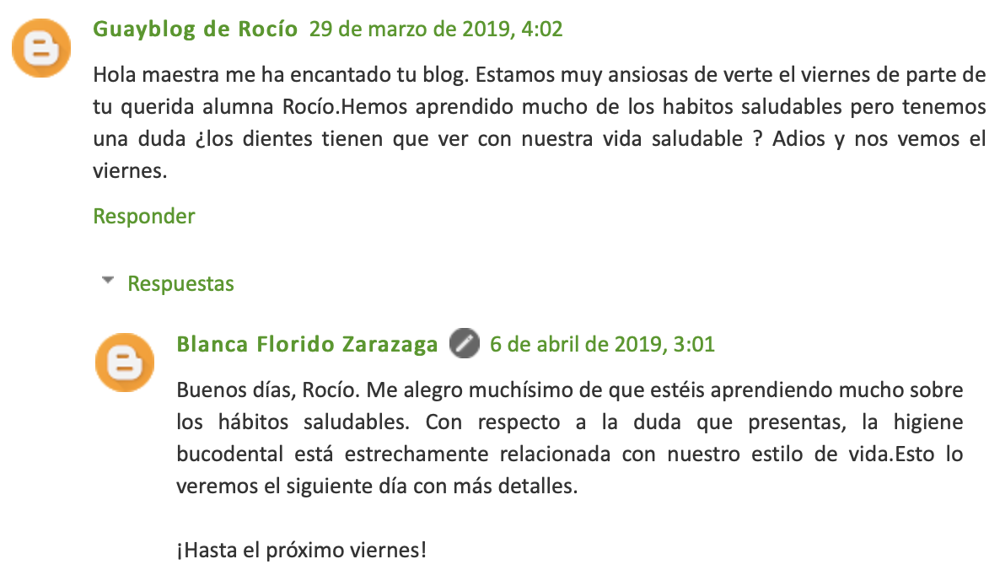 Guayblog de Rocío 29 de marzo de 2019, 4:02
Hola maestra me ha encantado tu blog. Estamos muy ansiosas de verte el viernes de parte de
tu querida alumna Rocío.Hemos aprendido mucho de los habitos saludables pero tenemos
una duda ¿los dientes tienen que ver con nuestra vida saludable ? Adios y nos vemos el
viernes.
Responder
Respuestas
Blanca Florido Zarazaga 6 de abril de 2019, 3:01
Buenos días, Rocío. Me alegro muchísimo de que estéis aprendiendo mucho sobre
los hábitos saludables. Con respecto a la duda que presentas, la higiene
bucodental está estrechamente relacionada con nuestro estilo de vida.Esto lo
veremos el siguiente día con más detalles.
¡Hasta el próximo viernes!